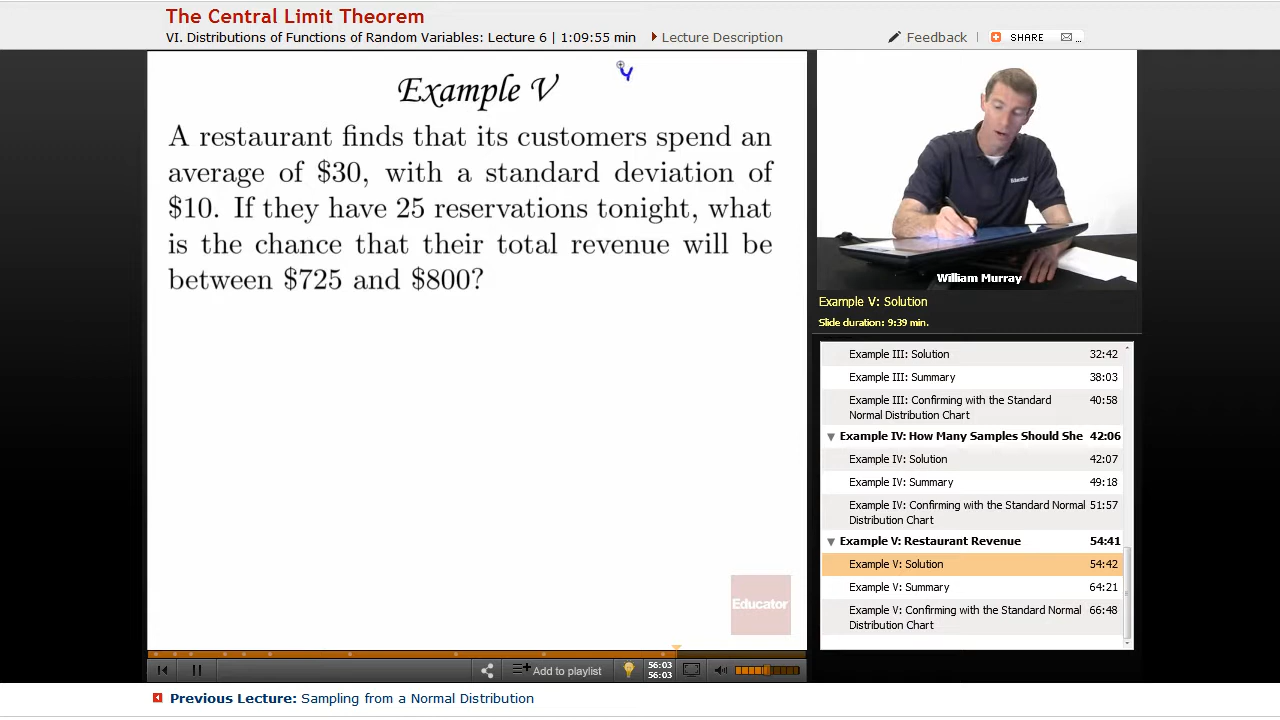 The Central Limit Theorem
VI. Distributions of Functions of Random Variables: Lecture 6 | 1:09:55 min
Lecture Description
Feedback
SHARE
Example V
y
A restaurant finds that its customers spend an
average of $30, with a standard deviation of
$10. If they have 25 reservations tonight, what
is the chance that their total revenue will be
between $725 and $800?
Educator
Educator
William Murray
Example V: Solution
Slide duration: 9:39 min.
Example III: Solution 32:42
Example III: Summary 38:03
Example III: Confirming with the Standard 40:58
Normal Distribution Chart
Example IV: How Many Samples Should She 42:06
Example IV: Solution 42:07
Example IV: Summary 49:18
Example IV: Confirming with the Standard Normal 51:57
Distribution Chart
Example V: Restaurant Revenue 54:41
Example V: Solution 54:42
Example V: Summary 64:21
Example V: Confirming with the Standard Normal 66:48
Distribution Chart
Add to playlist
56:03
56:03
Previous Lecture: Sampling from a Normal Distribution